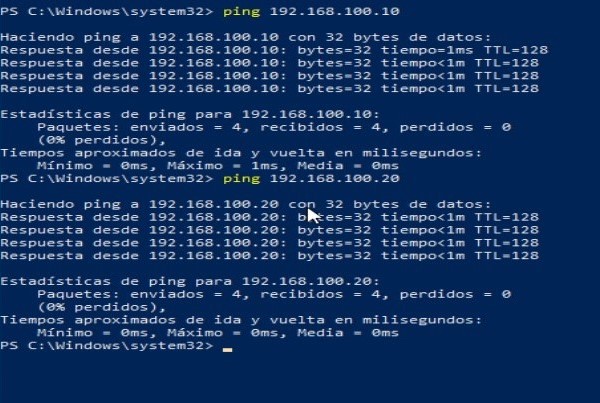 PS C:\Windows\system32> ping 192.168.100.10
Haciendo ping a 192.168.100.10 con 32 bytes de datos:
Respuesta desde 192.168.100.10: bytes=32 tiempo=1ms TTL=128
Respuesta desde 192.168.100.10: bytes=32 tiempo<1m TTL=128
Respuesta desde 192.168.100.10: bytes=32 tiempo<1m TTL=128
Respuesta desde 192.168.100.10: bytes=32 tiempo<1m TTL=128
Estadísticas de ping para 192.168.100.10:
Paquetes: enviados = 4, recibidos = 4, perdidos = 0
(0% perdidos),
Tiempos aproximados de ida y vuelta en milisegundos:
Mínimo = 0ms, Máximo = 1ms, Media = 0ms
PS C:\Windows\system32> ping 192.168.100.20
Haciendo ping a 192.168.100.20 con 32 bytes de datos:
Respuesta desde 192.168.100.20: bytes=32 tiempo<1m TTL=128
Respuesta desde 192.168.100.20: bytes=32 tiempo<1m TTL=128
Respuesta desde 192.168.100.20: bytes=32 tiempo<1m TTL=128
Respuesta desde 192.168.100.20: bytes=32 tiempo<1m TTL=128
Estadísticas de ping para 192.168.100.20:
Paquetes: enviados = 4, recibidos = 4, perdidos = 0
(0% perdidos),
Tiempos aproximados de ida y vuelta en milisegundos:
Mínimo = 0ms, Máximo = 0ms, Media = 0ms
PS C:\Windows\system32> _